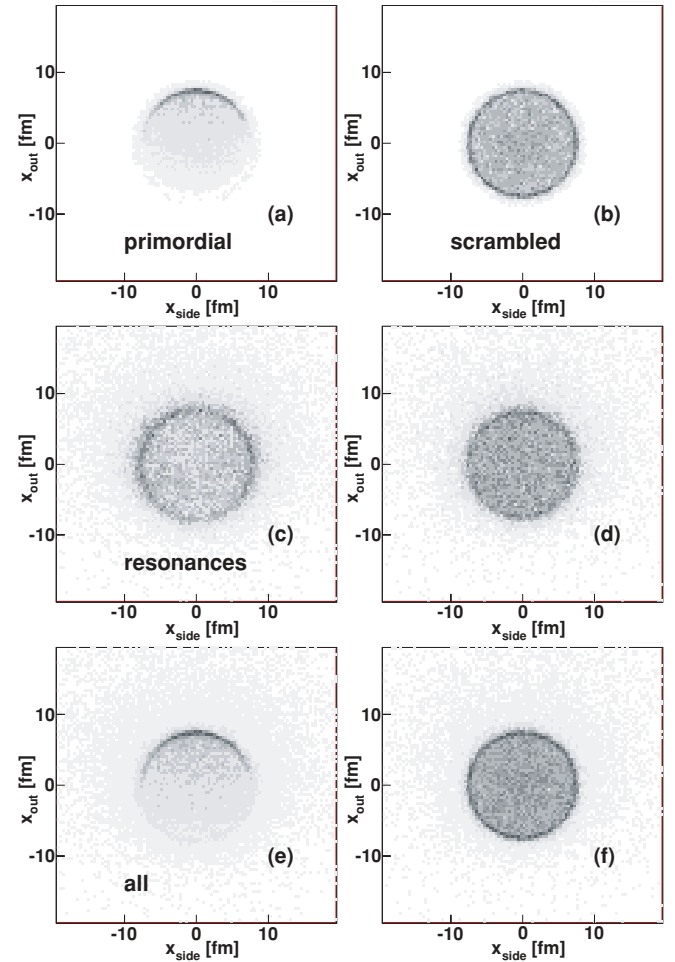 10
0
-10
x_out [fm]
(a)
primordial
-10 0 10
x_side [fm]
10
0
-10
x_out [fm]
(b)
scrambled
-10 0 10
x_side [fm]
10
0
-10
x_out [fm]
(c)
resonances
-10 0 10
x_side [fm]
10
0
-10
x_out [fm]
(d)
-10 0 10
x_side [fm]
10
0
-10
x_out [fm]
(e)
all
-10 0 10
x_side [fm]
10
0
-10
x_out [fm]
(f)
-10 0 10
x_side [fm]